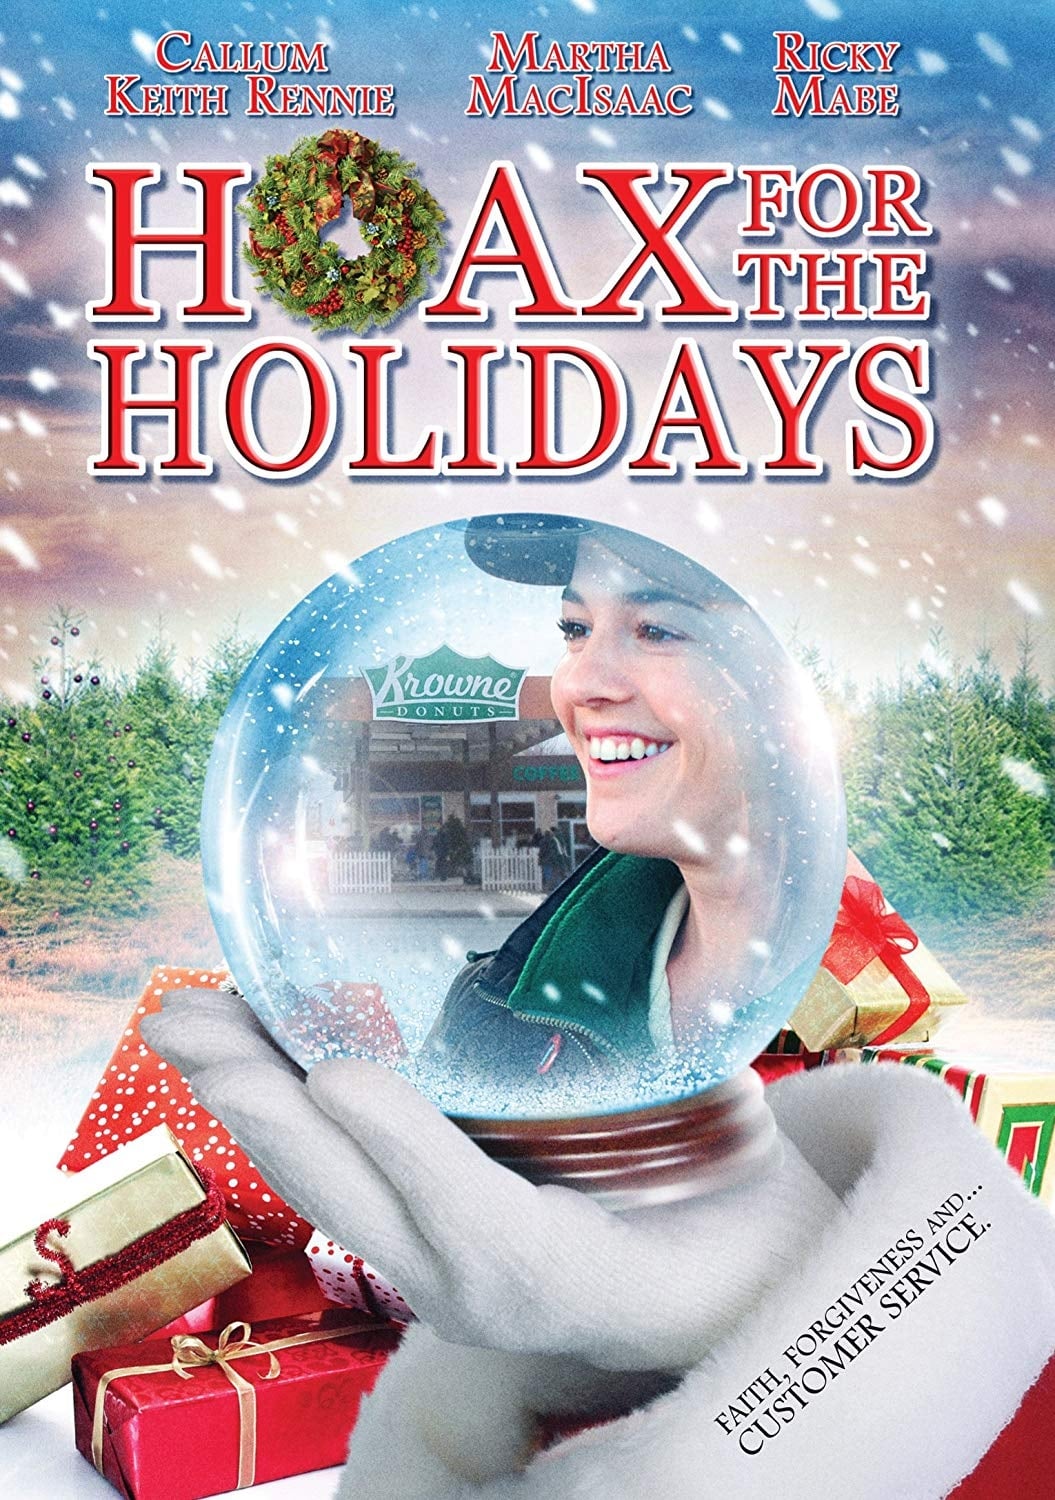 CALLUM KEITH RENNIE
MARTHA MACISAAC
RICKY MABE
HOAX FOR THE
HOLIDAYS
Krowne
DONUTS
COFFEE
FAITH, FORGIVENESS AND...
CUSTOMER SERVICE.